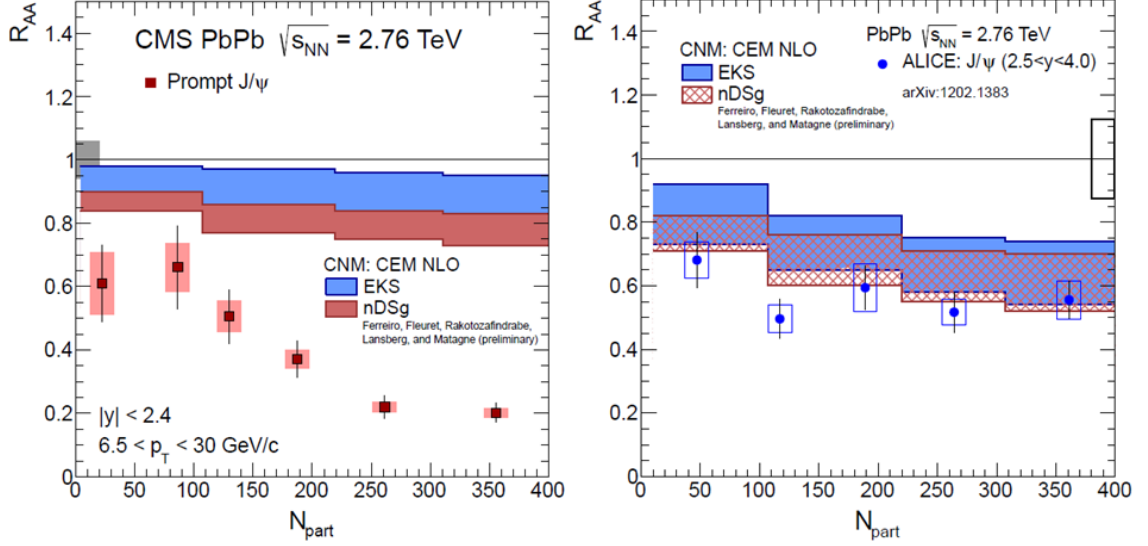 R_AA
1.4
1.2
1
0.8
0.6
0.4
0.2
0
CMS PbPb √s_NN = 2.76 TeV
Prompt J/ψ
CNM: CEM NLO
EKS
nDSg
Ferreiro, Fleuret, Rakotozafindrabe,
Lansberg, and Matagne (preliminary)
|y| < 2.4
6.5 < p_T < 30 GeV/c
0 50 100 150 200 250 300 350 400
N_part
R_AA
1.4
1.2
1
0.8
0.6
0.4
0.2
0
PbPb √s_NN = 2.76 TeV
CNM: CEM NLO
EKS
nDSg
Ferreiro, Fleuret, Rakotozafindrabe,
Lansberg, and Matagne (preliminary)
ALICE: J/ψ (2.5<y<4.0)
arXiv:1202.1383
0 50 100 150 200 250 300 350 400
N_part